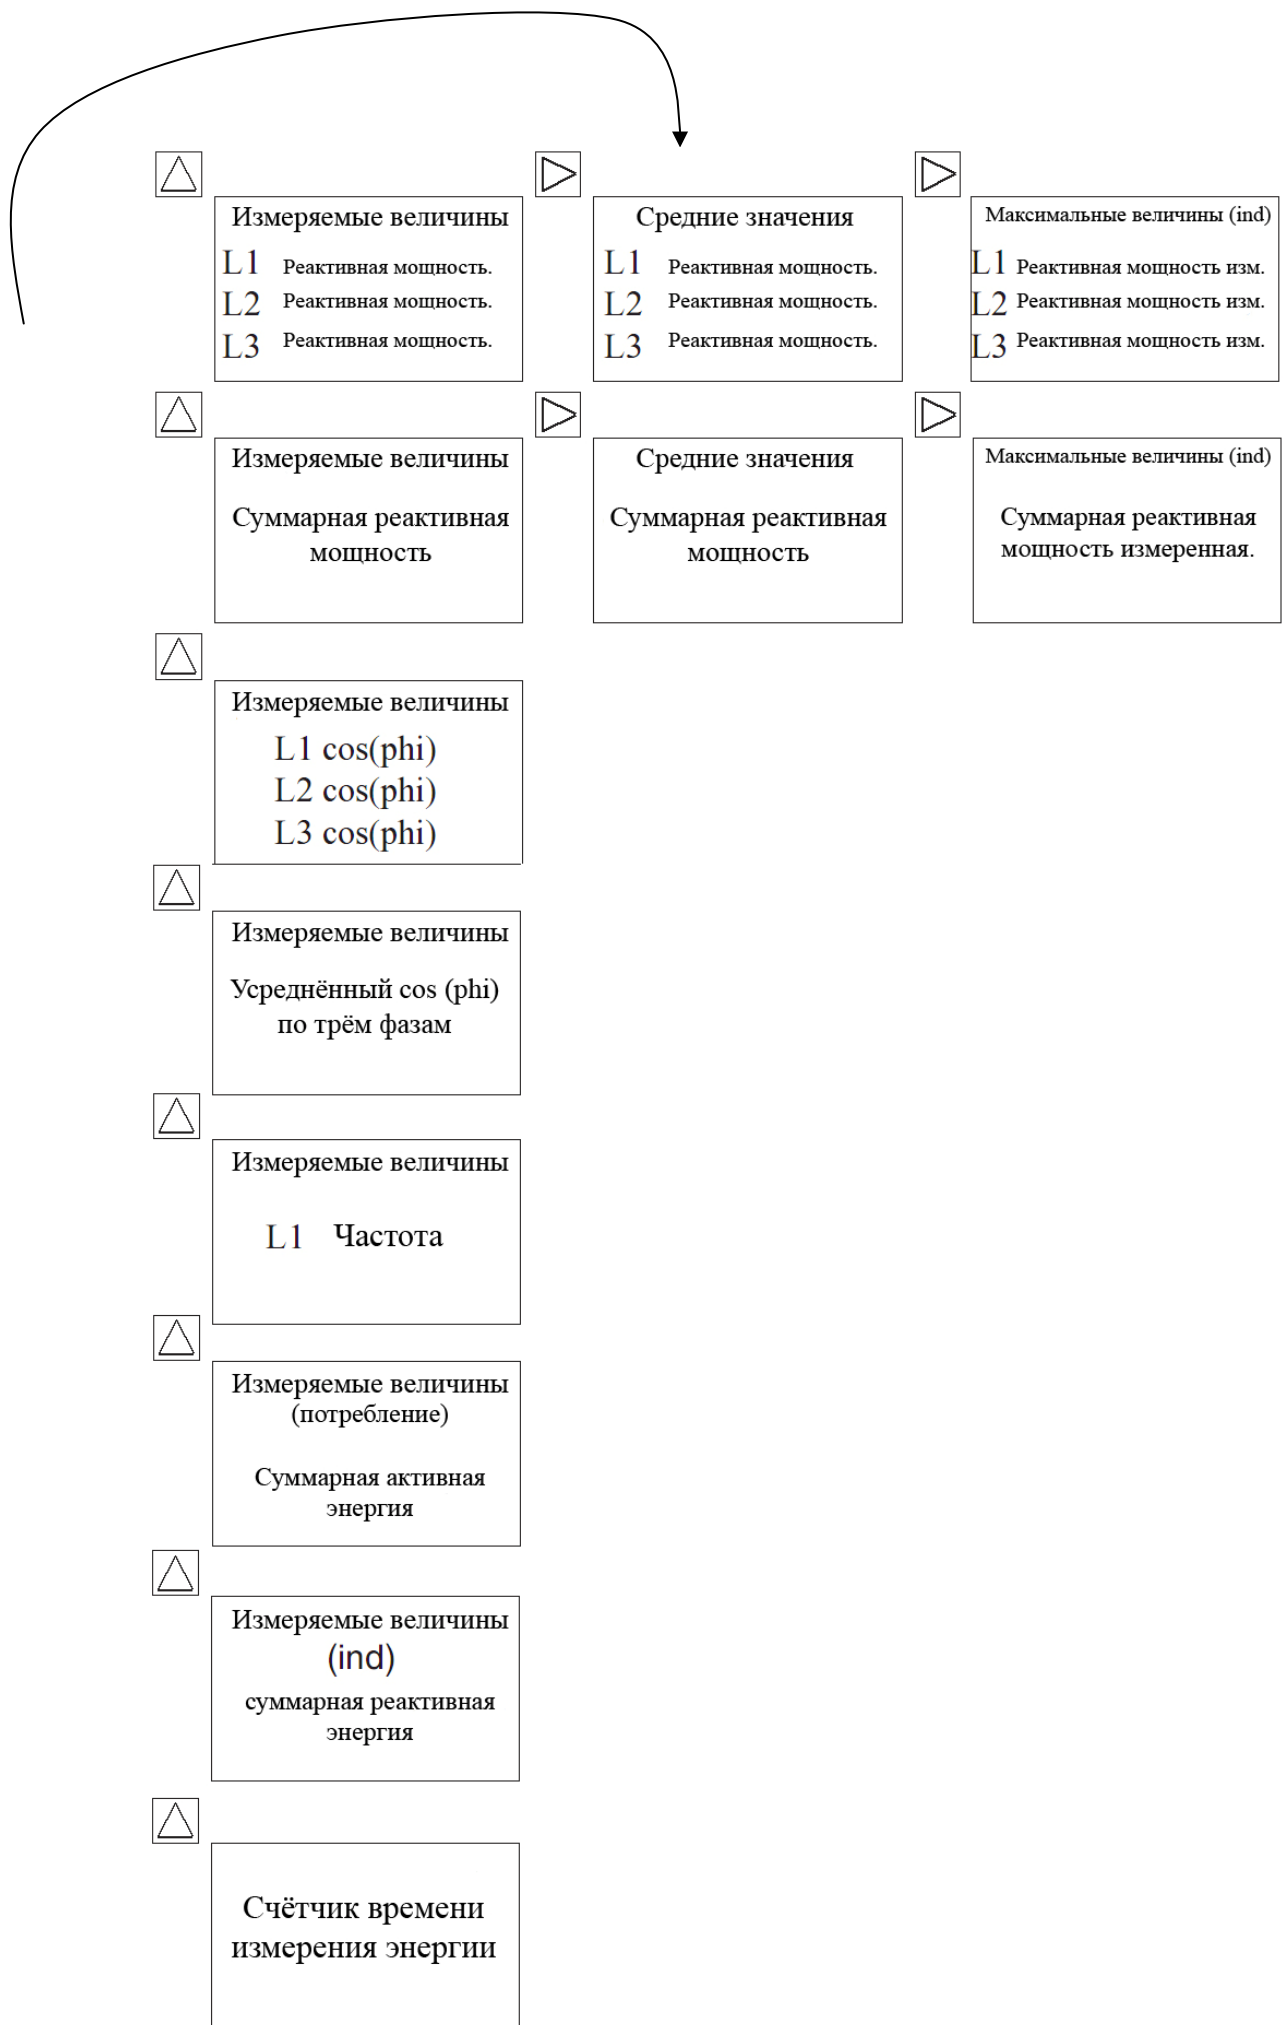 Измеряемые величины
L1 Реактивная мощность.
L2 Реактивная мощность.
L3 Реактивная мощность.
Средние значения
L1 Реактивная мощность.
L2 Реактивная мощность.
L3 Реактивная мощность.
Максимальные величины (ind)
L1 Реактивная мощность изм.
L2 Реактивная мощность изм.
L3 Реактивная мощность изм.
Измеряемые величины
Суммарная реактивная
мощность
Средние значения
Суммарная реактивная
мощность
Максимальные величины (ind)
Суммарная реактивная
мощность измеренная.
Измеряемые величины
L1 cos(phi)
L2 cos(phi)
L3 cos(phi)
Измеряемые величины
Усреднённый cos (phi)
по трём фазам
Измеряемые величины
L1 Частота
Измеряемые величины
(потребление)
Суммарная активная
энергия
Измеряемые величины
(ind)
суммарная реактивная
энергия
Счётчик времени
измерения энергии